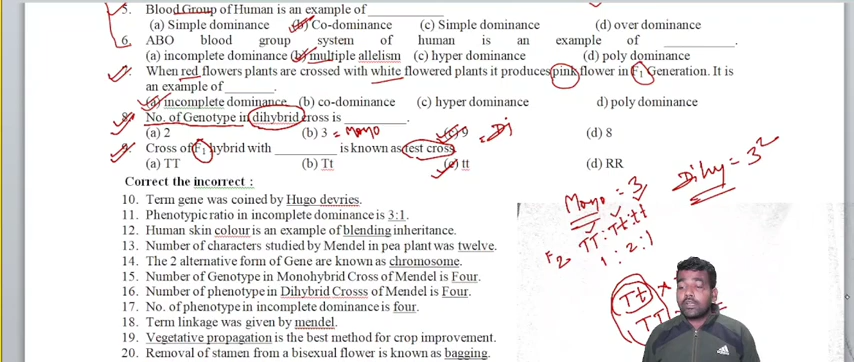 5. Blood Group of Human is an example of ____________
(a) Simple dominance (b) Co-dominance (c) Simple dominance (d) over dominance
6. ABO blood group system of human is an example of ____________.
(a) incomplete dominance (b) multiple allelism (c) hyper dominance (d) poly dominance
7. When red flowers plants are crossed with white flowered plants it produces pink flower in F1 Generation. It is
an example of ________.
(a) incomplete dominance (b) co-dominance (c) hyper dominance d) poly dominance
8. No. of Genotype in dihybrid cross is __________.
(a) 2 (b) 3 = Mono (c) 9 = Di (d) 8
9. Cross of F1 hybrid with __________ is known as test cross.
(a) TT (b) Tt (c) tt (d) RR
Dihy = 3²
Correct the incorrect :
Mono = 3
10. Term gene was coined by Hugo devries.
11. Phenotypic ratio in incomplete dominance is 3:1.
12. Human skin colour is an example of blending inheritance.
13. Number of characters studied by Mendel in pea plant was twelve.
14. The 2 alternative form of Gene are known as chromosome.
15. Number of Genotype in Monohybrid Cross of Mendel is Four.
16. Number of phenotype in Dihybrid Crosss of Mendel is Four.
17. No. of phenotype in incomplete dominance is four.
18. Term linkage was given by mendel.
19. Vegetative propagation is the best method for crop improvement.
20. Removal of stamen from a bisexual flower is known as bagging.
TT : Tt : tt
F2 1 : 2 : 1
Tt ×
TT